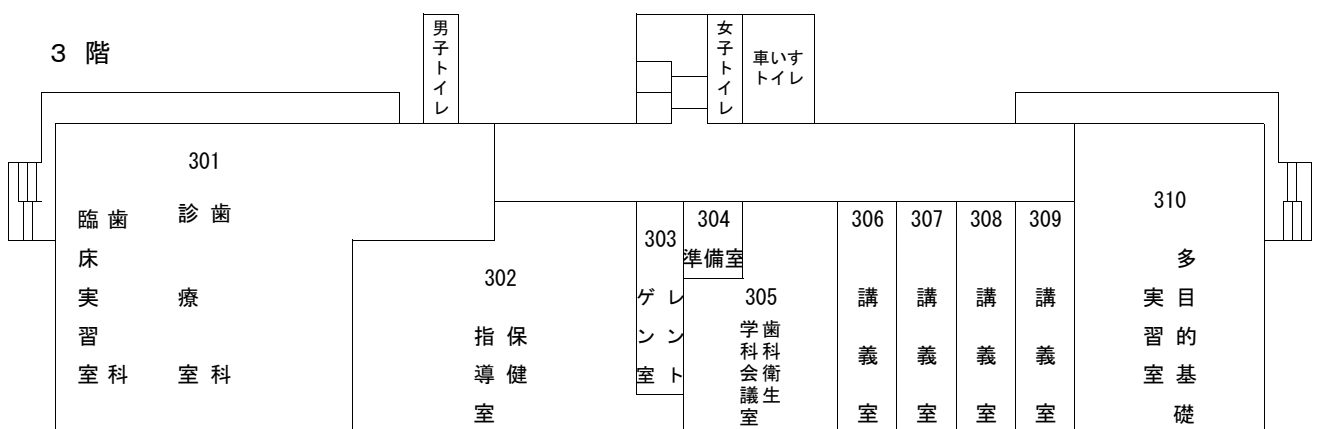 3 階
男子トイレ
女子トイレ
車いす
トイレ
301
歯科
臨床実習室
歯科
診療室
302
保健
指導室
303
レント
ゲン室
304
準備室
305
歯科衛生
学科会議室
306
講義室
307
講義室
308
講義室
309
講義室
310
多目的基礎
実習室